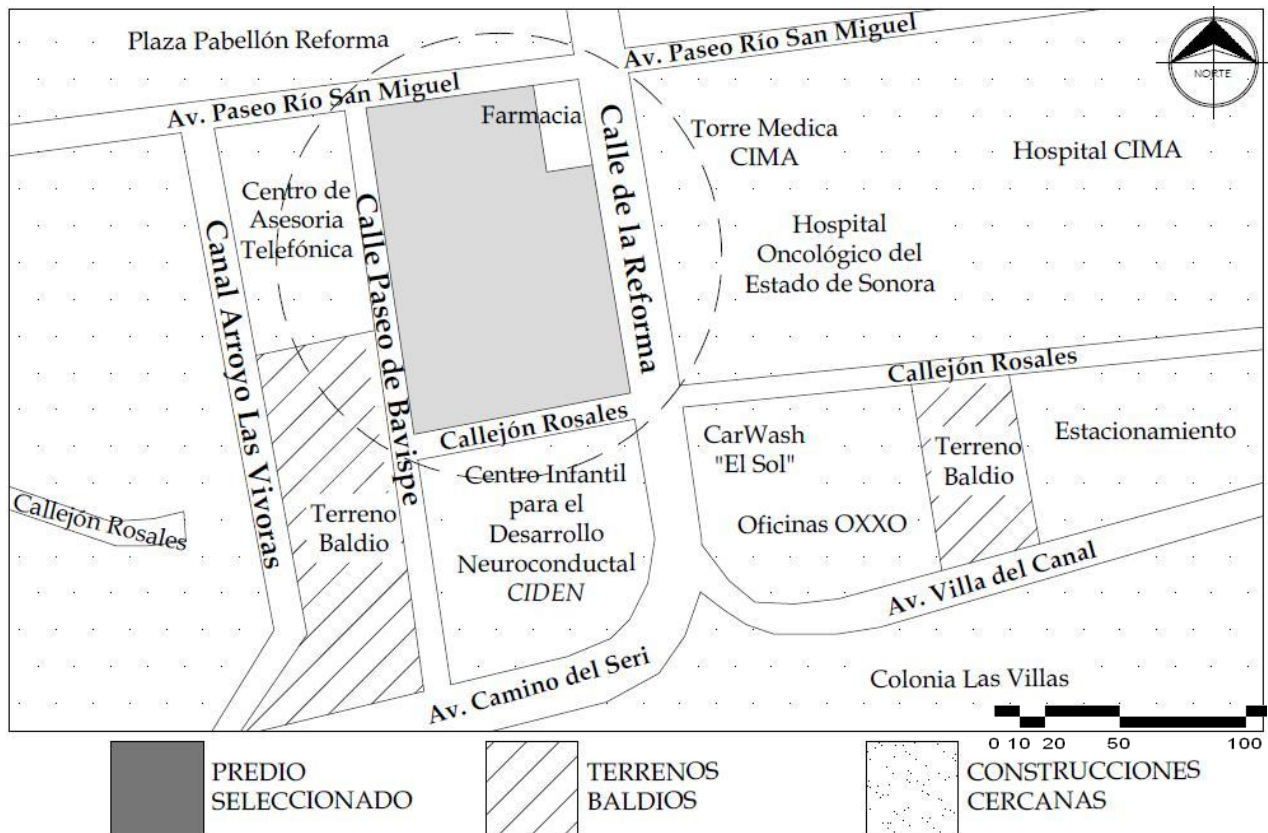 Plaza Pabellón Reforma
Av. Paseo Río San Miguel
NORTE
Av. Paseo Río San Miguel
Farmacia
Torre Medica
CIMA
Hospital CIMA
Centro de
Asesoria
Telefónica
Calle Paseo de Bavispe
Calle de la Reforma
Canal Arroyo Las Vivoras
Hospital
Oncológico del
Estado de Sonora
Callejón Rosales
Callejón Rosales
CarWash
"El Sol"
Terreno
Baldio
Estacionamiento
Centro Infantil
para el
Desarrollo
Neuroconductal
CIDEN
Callejón Rosales
Terreno
Baldio
Oficinas OXXO
Av. Villa del Canal
Av. Camino del Seri
Colonia Las Villas
0 10 20 50 100
PREDIO
SELECCIONADO
TERRENOS
BALDIOS
CONSTRUCCIONES
CERCANAS